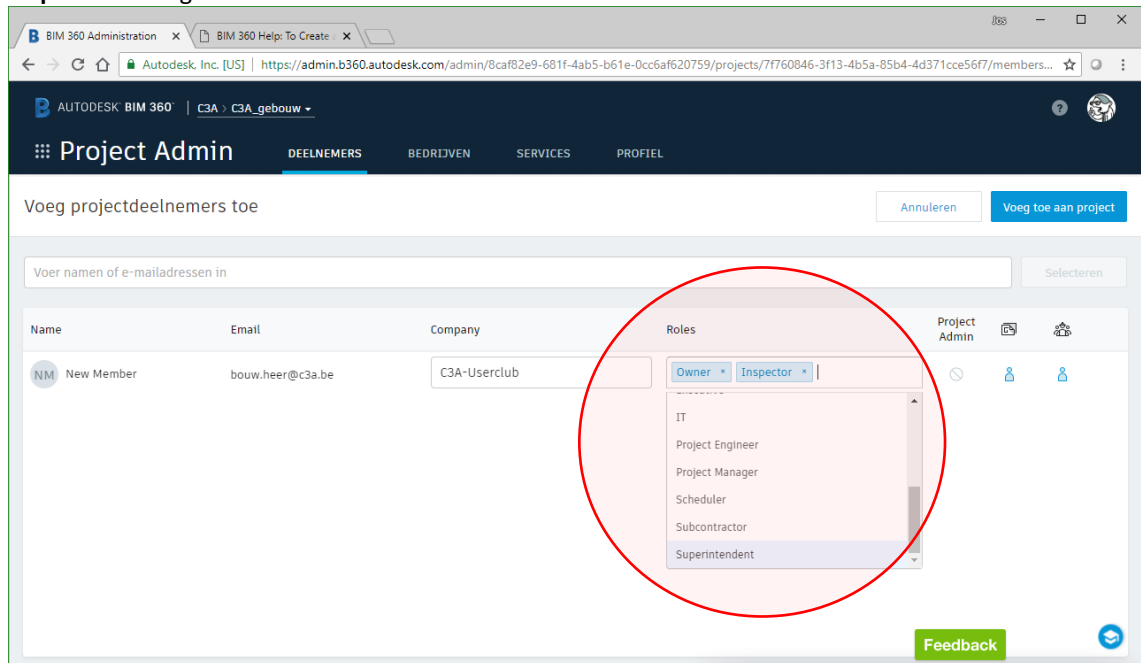 Jos
BIM 360 Administration
BIM 360 Help: To Create
Autodesk, Inc. [US] | https://admin.b360.autodesk.com/admin/8caf82e9-681f-4ab5-b61e-0cc6af620759/projects/7f760846-3f13-4b5a-85b4-4d371cce56f7/members...
AUTODESK® BIM 360® | C3A > C3A_gebouw
Project Admin DEELNEMERS BEDRIJVEN SERVICES PROFIEL
Voeg projectdeelnemers toe Annuleren Voeg toe aan project
Voer namen of e-mailadressen in Selecteren
Name Email Company Roles Project Admin
NM New Member bouw.heer@c3a.be C3A-Userclub Owner × Inspector ×
IT
Project Engineer
Project Manager
Scheduler
Subcontractor
Superintendent
Feedback